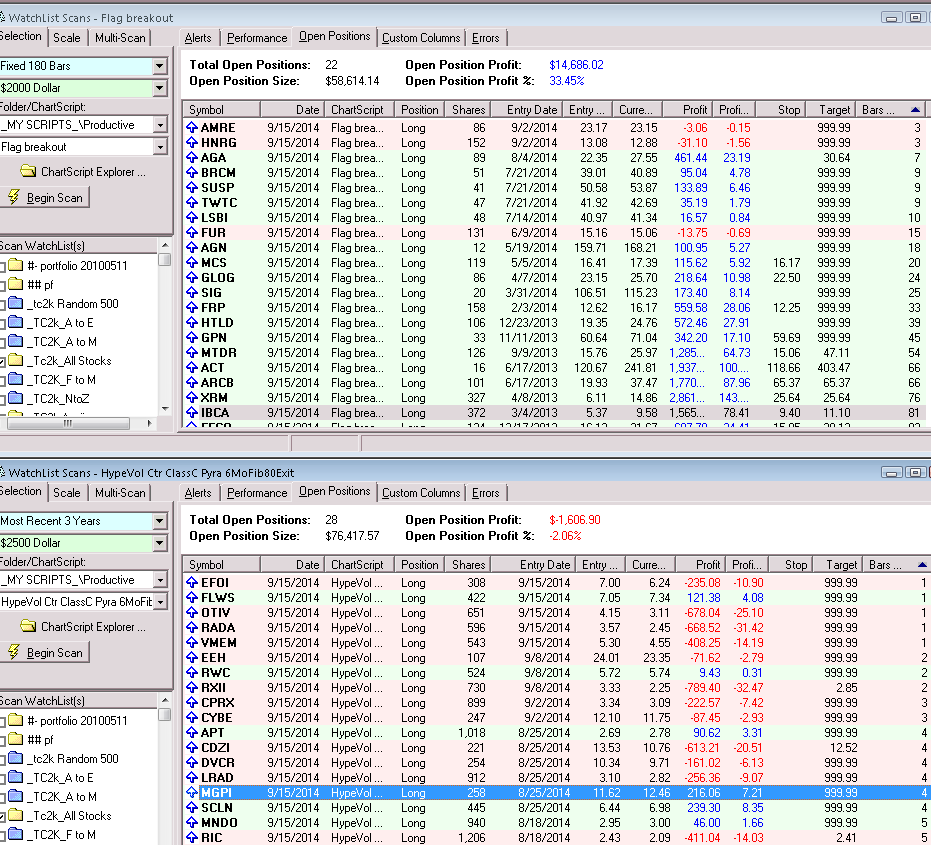 WatchList Scans - Flag breakout
Selection Scale Multi-Scan
Alerts Performance Open Positions Custom Columns Errors
Fixed 180 Bars
$2000 Dollar
Folder/ChartScript:
_MY SCRIPTS_\Productive
Flag breakout
ChartScript Explorer ...
Begin Scan
Scan WatchList(s)
#- portfolio 20100511
## pf
_tc2k Random 500
_TC2k_A to E
_TC2K_A to M
_Tc2k_All Stocks
_TC2K_F to M
_TC2k_NtoZ
Total Open Positions: 22 Open Position Profit: $14,686.02
Open Position Size: $58,614.14 Open Position Profit %: 33.45%
Symbol Date ChartScript Position Shares Entry Date Entry ... Curre... Profit Profi... Stop Target Bars ...
AMRE 9/15/2014 Flag brea... Long 86 9/2/2014 23.17 23.15 -3.06 -0.15 999.99 3
HNRG 9/15/2014 Flag brea... Long 152 9/2/2014 13.08 12.88 -31.10 -1.56 999.99 3
AGA 9/15/2014 Flag brea... Long 89 8/4/2014 22.35 27.55 461.44 23.19 30.64 7
BRCM 9/15/2014 Flag brea... Long 51 7/21/2014 39.01 40.89 95.04 4.78 999.99 9
SUSP 9/15/2014 Flag brea... Long 41 7/21/2014 50.58 53.87 133.89 6.46 999.99 9
TWTC 9/15/2014 Flag brea... Long 47 7/21/2014 41.92 42.69 35.19 1.79 999.99 9
LSBI 9/15/2014 Flag brea... Long 48 7/14/2014 40.97 41.34 16.57 0.84 999.99 10
FUR 9/15/2014 Flag brea... Long 131 6/9/2014 15.16 15.06 -13.75 -0.69 999.99 15
AGN 9/15/2014 Flag brea... Long 12 5/19/2014 159.71 168.21 100.95 5.27 999.99 18
MCS 9/15/2014 Flag brea... Long 119 5/5/2014 16.41 17.39 115.62 5.92 16.17 999.99 20
GLOG 9/15/2014 Flag brea... Long 86 4/7/2014 23.15 25.70 218.64 10.98 22.50 999.99 24
SIG 9/15/2014 Flag brea... Long 20 3/31/2014 106.51 115.23 173.40 8.14 999.99 25
FRP 9/15/2014 Flag brea... Long 158 2/3/2014 12.62 16.17 559.58 28.06 12.25 999.99 33
HTLD 9/15/2014 Flag brea... Long 106 12/23/2013 19.35 24.76 572.46 27.91 999.99 39
GPN 9/15/2014 Flag brea... Long 33 11/11/2013 60.64 71.04 342.20 17.10 59.69 999.99 45
MTDR 9/15/2014 Flag brea... Long 126 9/9/2013 15.76 25.97 1,285... 64.73 15.06 47.11 54
ACT 9/15/2014 Flag brea... Long 16 6/17/2013 120.67 241.81 1,937... 100.... 118.66 403.47 66
ARCB 9/15/2014 Flag brea... Long 101 6/17/2013 19.93 37.47 1,770... 87.96 65.37 65.37 66
XRM 9/15/2014 Flag brea... Long 327 4/8/2013 6.11 14.86 2,861... 143.... 25.64 25.64 76
IBCA 9/15/2014 Flag brea... Long 372 3/4/2013 5.37 9.58 1,565... 78.41 9.40 11.10 81
WatchList Scans - HypeVol Ctr ClassC Pyra 6MoFib80Exit
Selection Scale Multi-Scan
Alerts Performance Open Positions Custom Columns Errors
Most Recent 3 Years
$2500 Dollar
Folder/ChartScript:
_MY SCRIPTS_\Productive
HypeVol Ctr ClassC Pyra 6MoFib
ChartScript Explorer ...
Begin Scan
Scan WatchList(s)
#- portfolio 20100511
## pf
_tc2k Random 500
_TC2k_A to E
_TC2K_A to M
_Tc2k_All Stocks
_TC2K_F to M
Total Open Positions: 28 Open Position Profit: $-1,606.90
Open Position Size: $76,417.57 Open Position Profit %: -2.06%
Symbol Date ChartScript Position Shares Entry Date Entry ... Curre... Profit Profi... Stop Target Bars ...
EFOI 9/15/2014 HypeVol ... Long 308 9/15/2014 7.00 6.24 -235.08 -10.90 999.99 1
FLWS 9/15/2014 HypeVol ... Long 422 9/15/2014 7.05 7.34 121.38 4.08 999.99 1
OTIV 9/15/2014 HypeVol ... Long 651 9/15/2014 4.15 3.11 -678.04 -25.10 999.99 1
RADA 9/15/2014 HypeVol ... Long 596 9/15/2014 3.57 2.45 -668.52 -31.42 999.99 1
VMEM 9/15/2014 HypeVol ... Long 543 9/15/2014 5.30 4.55 -408.25 -14.19 999.99 1
EEH 9/15/2014 HypeVol ... Long 107 9/8/2014 24.01 23.35 -71.62 -2.79 999.99 2
RWC 9/15/2014 HypeVol ... Long 524 9/8/2014 5.72 5.74 9.43 0.31 999.99 2
RXII 9/15/2014 HypeVol ... Long 730 9/8/2014 3.33 2.25 -789.40 -32.47 2.85 2
CPRX 9/15/2014 HypeVol ... Long 899 9/2/2014 3.34 3.09 -222.57 -7.42 999.99 3
CYBE 9/15/2014 HypeVol ... Long 247 9/2/2014 12.10 11.75 -87.45 -2.93 999.99 3
APT 9/15/2014 HypeVol ... Long 1,018 8/25/2014 2.69 2.78 90.62 3.31 999.99 4
CDZI 9/15/2014 HypeVol ... Long 221 8/25/2014 13.53 10.76 -613.21 -20.51 12.52 4
DVCR 9/15/2014 HypeVol ... Long 254 8/25/2014 10.34 9.71 -161.02 -6.13 999.99 4
LRAD 9/15/2014 HypeVol ... Long 912 8/25/2014 3.10 2.82 -256.36 -9.07 999.99 4
MGPI 9/15/2014 HypeVol ... Long 258 8/25/2014 11.62 12.46 216.06 7.21 999.99 4
SCLN 9/15/2014 HypeVol ... Long 445 8/25/2014 6.44 6.98 239.30 8.35 999.99 4
MNDO 9/15/2014 HypeVol ... Long 940 8/18/2014 2.95 3.00 46.00 1.66 999.99 5
RIC 9/15/2014 HypeVol ... Long 1,206 8/18/2014 2.43 2.09 -411.04 -14.03 2.41 5